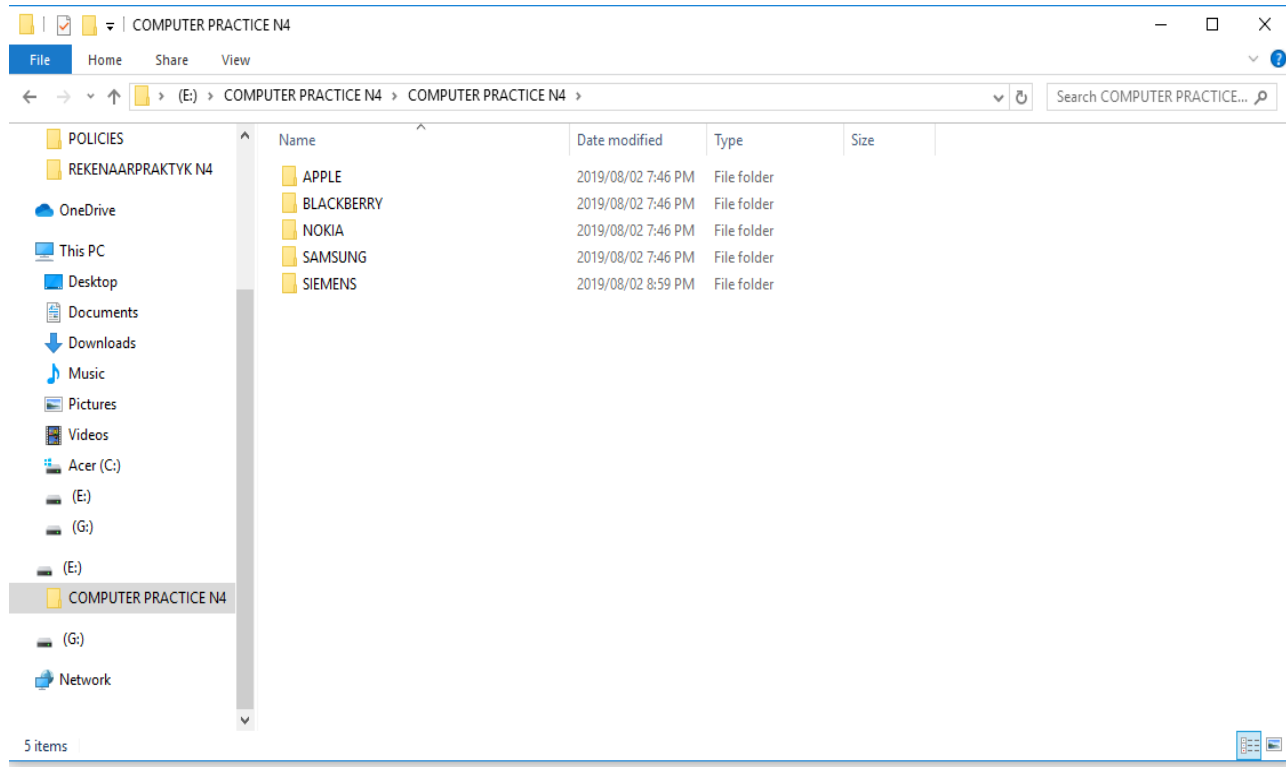 COMPUTER PRACTICE N4
File Home Share View
(E:) › COMPUTER PRACTICE N4 › COMPUTER PRACTICE N4 ›
Search COMPUTER PRACTICE...
POLICIES
REKENAARPRAKTYK N4
OneDrive
This PC
Desktop
Documents
Downloads
Music
Pictures
Videos
Acer (C:)
(E:)
(G:)
(E:)
COMPUTER PRACTICE N4
(G:)
Network
Name Date modified Type Size
APPLE 2019/08/02 7:46 PM File folder
BLACKBERRY 2019/08/02 7:46 PM File folder
NOKIA 2019/08/02 7:46 PM File folder
SAMSUNG 2019/08/02 7:46 PM File folder
SIEMENS 2019/08/02 8:59 PM File folder
5 items